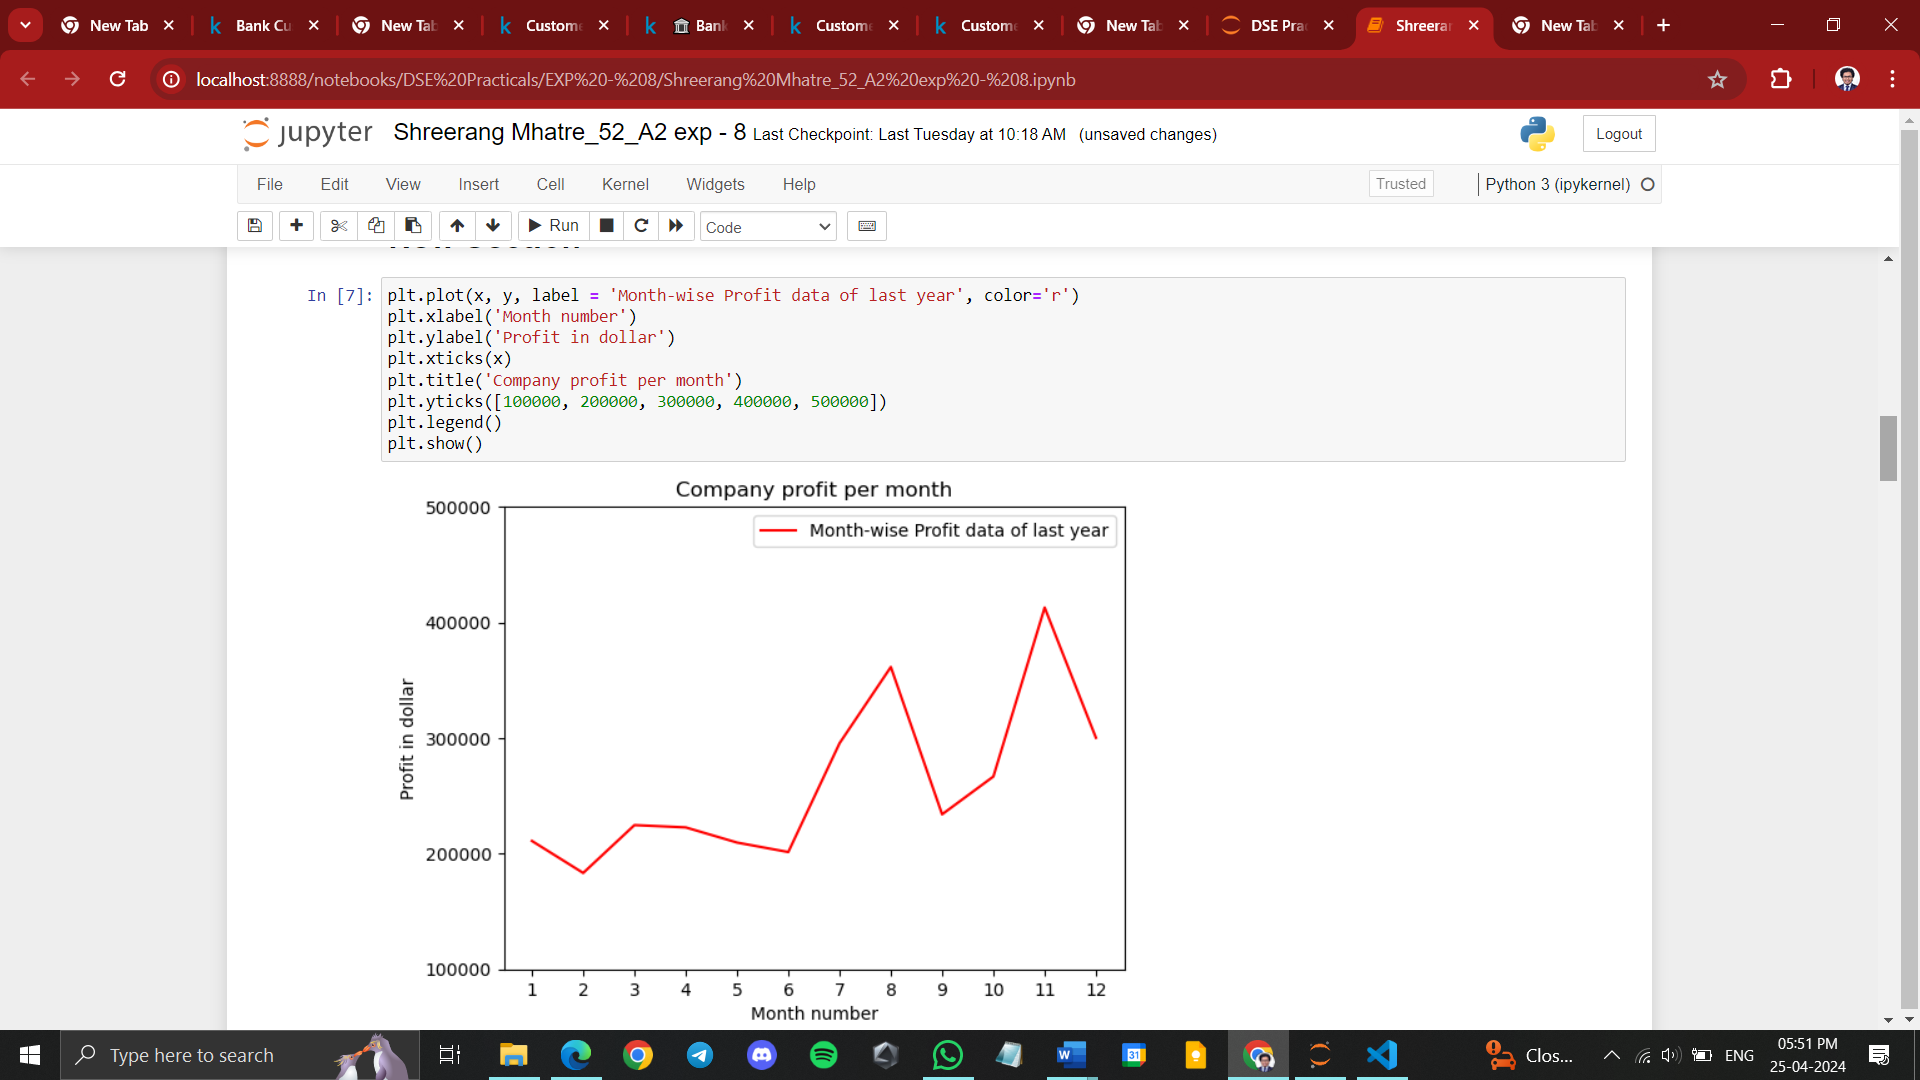 New Tab
Bank Cu
New Tab
Custome
Bank
Custome
Custome
New Tab
DSE Prac
Shreeran
New Tab
localhost:8888/notebooks/DSE%20Practicals/EXP%20-%208/Shreerang%20Mhatre_52_A2%20exp%20-%208.ipynb
jupyter Shreerang Mhatre_52_A2 exp - 8 Last Checkpoint: Last Tuesday at 10:18 AM (unsaved changes)
Logout
File Edit View Insert Cell Kernel Widgets Help
Trusted
Python 3 (ipykernel)
Run
Code
In [7]:
plt.plot(x, y, label = 'Month-wise Profit data of last year', color='r')
plt.xlabel('Month number')
plt.ylabel('Profit in dollar')
plt.xticks(x)
plt.title('Company profit per month')
plt.yticks([100000, 200000, 300000, 400000, 500000])
plt.legend()
plt.show()
Company profit per month
Month-wise Profit data of last year
500000
400000
300000
200000
100000
Profit in dollar
1 2 3 4 5 6 7 8 9 10 11 12
Month number
Type here to search
Clos...
ENG
05:51 PM
25-04-2024